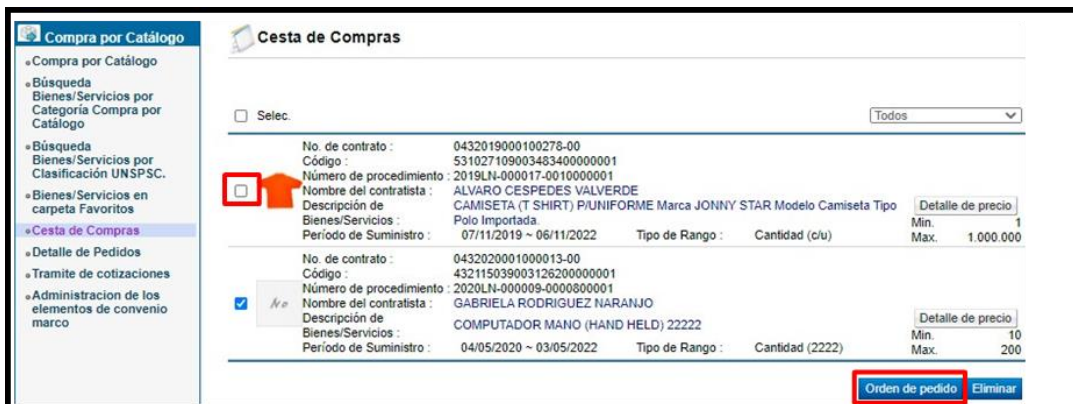 Compra por Catálogo
Compra por Catálogo
Búsqueda
Bienes/Servicios por
Categoría Compra por
Catálogo
Búsqueda
Bienes/Servicios por
Clasificación UNSPSC.
Bienes/Servicios en
carpeta Favoritos
Cesta de Compras
Detalle de Pedidos
Tramite de cotizaciones
Administracion de los
elementos de convenio
marco
Cesta de Compras
Selec. Todos
No. de contrato : 0432019000100278-00
Código : 531027109003483400000001
Número de procedimiento : 2019LN-000017-0010000001
Nombre del contratista : ALVARO CESPEDES VALVERDE
Descripción de CAMISETA (T SHIRT) P/UNIFORME Marca JONNY STAR Modelo Camiseta Tipo Detalle de precio
Bienes/Servicios : Polo Importada. Min. 1
Período de Suministro : 07/11/2019 ~ 06/11/2022 Tipo de Rango : Cantidad (c/u) Max. 1.000.000
No. de contrato : 0432020001000013-00
Código : 432115039003126200000001
Número de procedimiento : 2020LN-000009-0000800001
No Nombre del contratista : GABRIELA RODRIGUEZ NARANJO
Descripción de COMPUTADOR MANO (HAND HELD) 22222 Detalle de precio
Bienes/Servicios : Min. 10
Período de Suministro : 04/05/2020 ~ 03/05/2022 Tipo de Rango : Cantidad (2222) Max. 200
Orden de pedido Eliminar